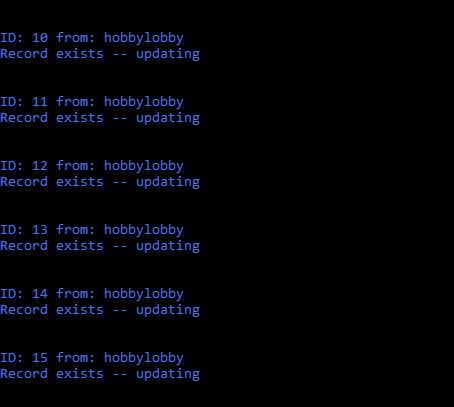 ID: 10 from: hobbylobby
Record exists -- updating
ID: 11 from: hobbylobby
Record exists -- updating
ID: 12 from: hobbylobby
Record exists -- updating
ID: 13 from: hobbylobby
Record exists -- updating
ID: 14 from: hobbylobby
Record exists -- updating
ID: 15 from: hobbylobby
Record exists -- updating